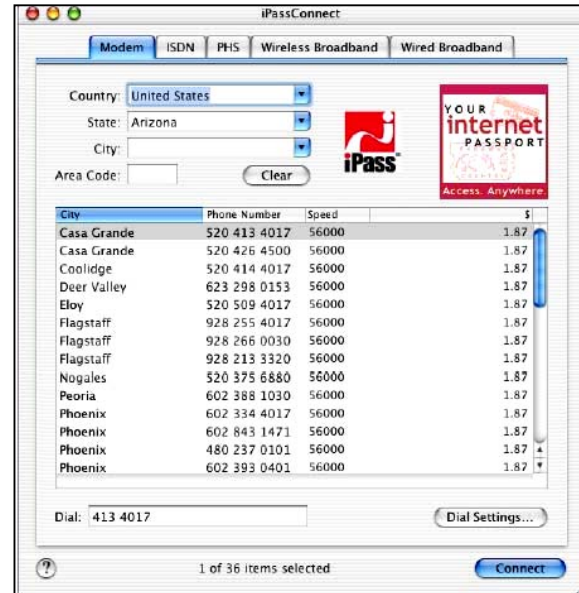 iPassConnect
Modem ISDN PHS Wireless Broadband Wired Broadband
Country: United States
State: Arizona
City:
Area Code: Clear
iPass
YOUR
internet
PASSPORT
Access. Anywhere.
City Phone Number Speed $
Casa Grande 520 413 4017 56000 1.87
Casa Grande 520 426 4500 56000 1.87
Coolidge 520 414 4017 56000 1.87
Deer Valley 623 298 0153 56000 1.87
Eloy 520 509 4017 56000 1.87
Flagstaff 928 255 4017 56000 1.87
Flagstaff 928 266 0030 56000 1.87
Flagstaff 928 213 3320 56000 1.87
Nogales 520 375 6880 56000 1.87
Peoria 602 388 1030 56000 1.87
Phoenix 602 334 4017 56000 1.87
Phoenix 602 843 1471 56000 1.87
Phoenix 480 237 0101 56000 1.87
Phoenix 602 393 0401 56000 1.87
Dial: 413 4017 Dial Settings...
? 1 of 36 items selected Connect